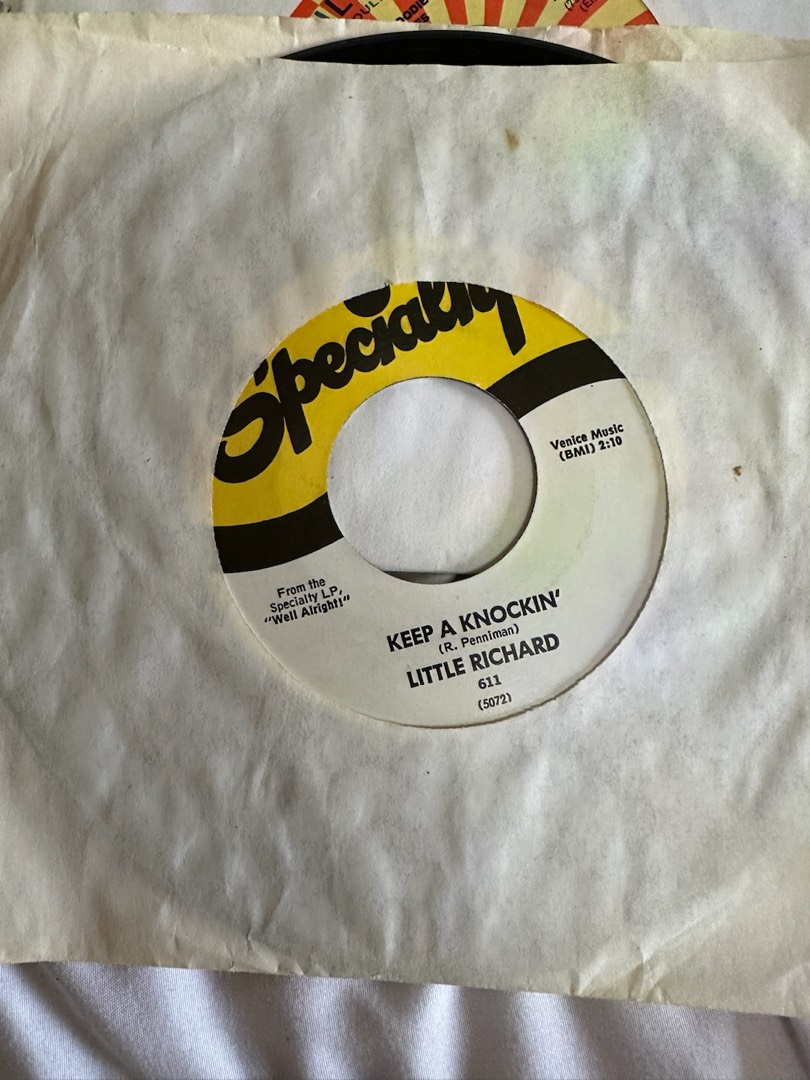 Specialty
Venice Music
(BMI) 2:10
From the
Specialty LP,
"Well Alright!"
KEEP A KNOCKIN'
(R. Penniman)
LITTLE RICHARD
611
(5072)